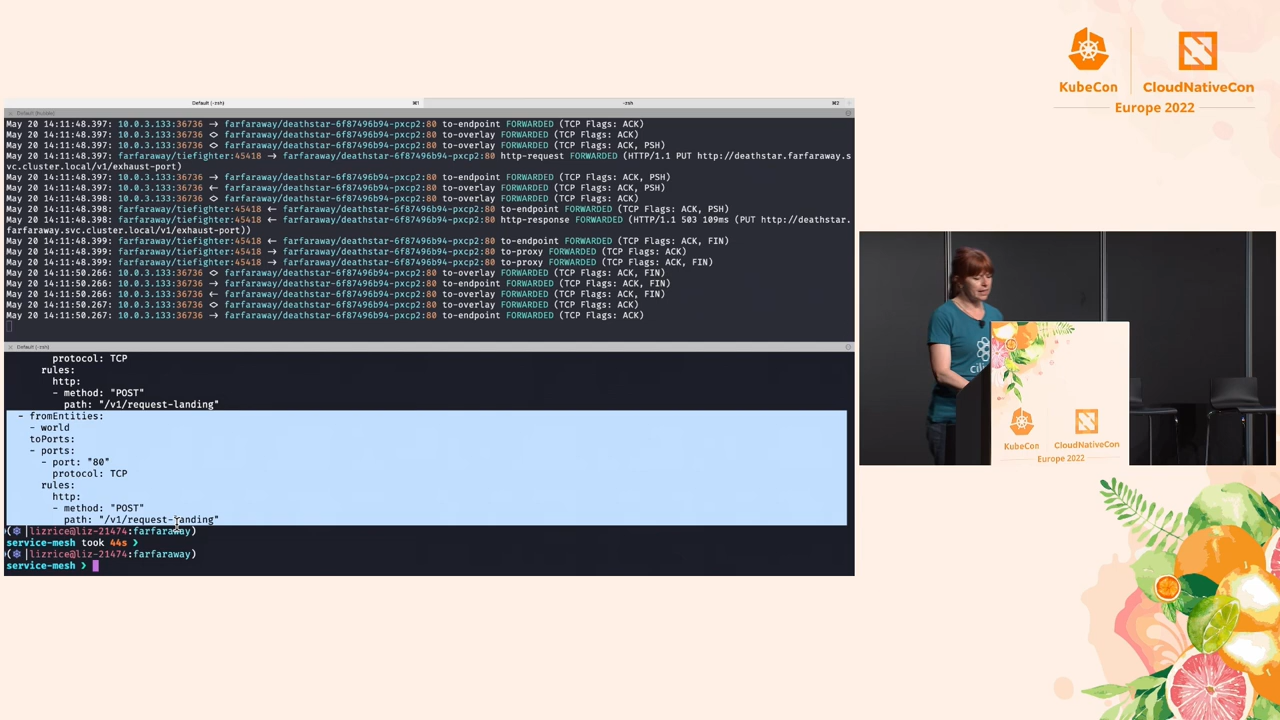 KubeCon
CloudNativeCon
Europe 2022
Default (-zsh)
⌘1
-zsh
⌘2
May 20 14:11:48.397: 10.0.3.133:36736 → farfaraway/deathstar-6f87496b94-pxcp2:80 to-endpoint FORWARDED (TCP Flags: ACK)
May 20 14:11:48.397: 10.0.3.133:36736 <> farfaraway/deathstar-6f87496b94-pxcp2:80 to-overlay FORWARDED (TCP Flags: ACK)
May 20 14:11:48.397: 10.0.3.133:36736 <> farfaraway/deathstar-6f87496b94-pxcp2:80 to-overlay FORWARDED (TCP Flags: ACK, PSH)
May 20 14:11:48.397: farfaraway/tiefighter:45418 → farfaraway/deathstar-6f87496b94-pxcp2:80 http-request FORWARDED (HTTP/1.1 PUT http://deathstar.farfaraway.s
vc.cluster.local/v1/exhaust-port)
May 20 14:11:48.397: 10.0.3.133:36736 → farfaraway/deathstar-6f87496b94-pxcp2:80 to-endpoint FORWARDED (TCP Flags: ACK, PSH)
May 20 14:11:48.397: 10.0.3.133:36736 ← farfaraway/deathstar-6f87496b94-pxcp2:80 to-overlay FORWARDED (TCP Flags: ACK, PSH)
May 20 14:11:48.398: 10.0.3.133:36736 <> farfaraway/deathstar-6f87496b94-pxcp2:80 to-overlay FORWARDED (TCP Flags: ACK)
May 20 14:11:48.398: farfaraway/tiefighter:45418 ← farfaraway/deathstar-6f87496b94-pxcp2:80 to-endpoint FORWARDED (TCP Flags: ACK, PSH)
May 20 14:11:48.398: farfaraway/tiefighter:45418 ← farfaraway/deathstar-6f87496b94-pxcp2:80 http-response FORWARDED (HTTP/1.1 503 109ms (PUT http://deathstar.
farfaraway.svc.cluster.local/v1/exhaust-port))
May 20 14:11:48.399: farfaraway/tiefighter:45418 ← farfaraway/deathstar-6f87496b94-pxcp2:80 to-endpoint FORWARDED (TCP Flags: ACK, FIN)
May 20 14:11:48.399: farfaraway/tiefighter:45418 → farfaraway/deathstar-6f87496b94-pxcp2:80 to-proxy FORWARDED (TCP Flags: ACK)
May 20 14:11:48.399: farfaraway/tiefighter:45418 → farfaraway/deathstar-6f87496b94-pxcp2:80 to-proxy FORWARDED (TCP Flags: ACK, FIN)
May 20 14:11:50.266: 10.0.3.133:36736 <> farfaraway/deathstar-6f87496b94-pxcp2:80 to-overlay FORWARDED (TCP Flags: ACK, FIN)
May 20 14:11:50.266: 10.0.3.133:36736 → farfaraway/deathstar-6f87496b94-pxcp2:80 to-endpoint FORWARDED (TCP Flags: ACK, FIN)
May 20 14:11:50.266: 10.0.3.133:36736 ← farfaraway/deathstar-6f87496b94-pxcp2:80 to-overlay FORWARDED (TCP Flags: ACK, FIN)
May 20 14:11:50.267: 10.0.3.133:36736 <> farfaraway/deathstar-6f87496b94-pxcp2:80 to-overlay FORWARDED (TCP Flags: ACK)
May 20 14:11:50.267: 10.0.3.133:36736 → farfaraway/deathstar-6f87496b94-pxcp2:80 to-endpoint FORWARDED (TCP Flags: ACK)
Default (-zsh)
protocol: TCP
rules:
http:
- method: "POST"
path: "/v1/request-landing"
- fromEntities:
- world
toPorts:
- ports:
- port: "80"
protocol: TCP
rules:
http:
- method: "POST"
path: "/v1/request-landing"
(⎈ |lizrice@liz-21474:farfaraway)
service-mesh took 44s ❯
(⎈ |lizrice@liz-21474:farfaraway)
service-mesh ❯
KubeCon
CloudNativeCon
Europe 2022